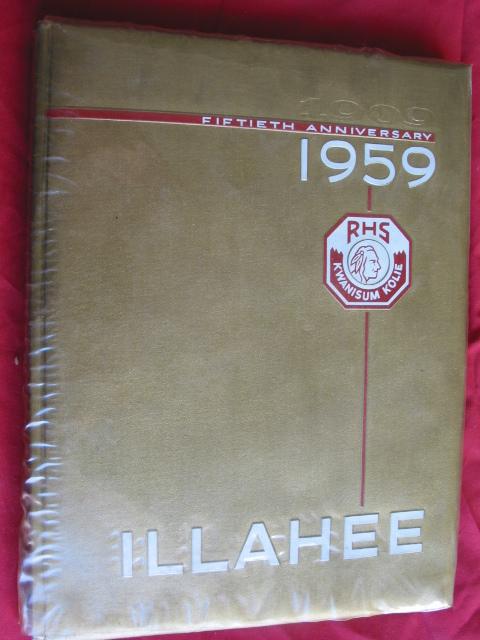 1909
FIFTIETH ANNIVERSARY
1959
RHS
KWANISUM KOLIE
ILLAHEE